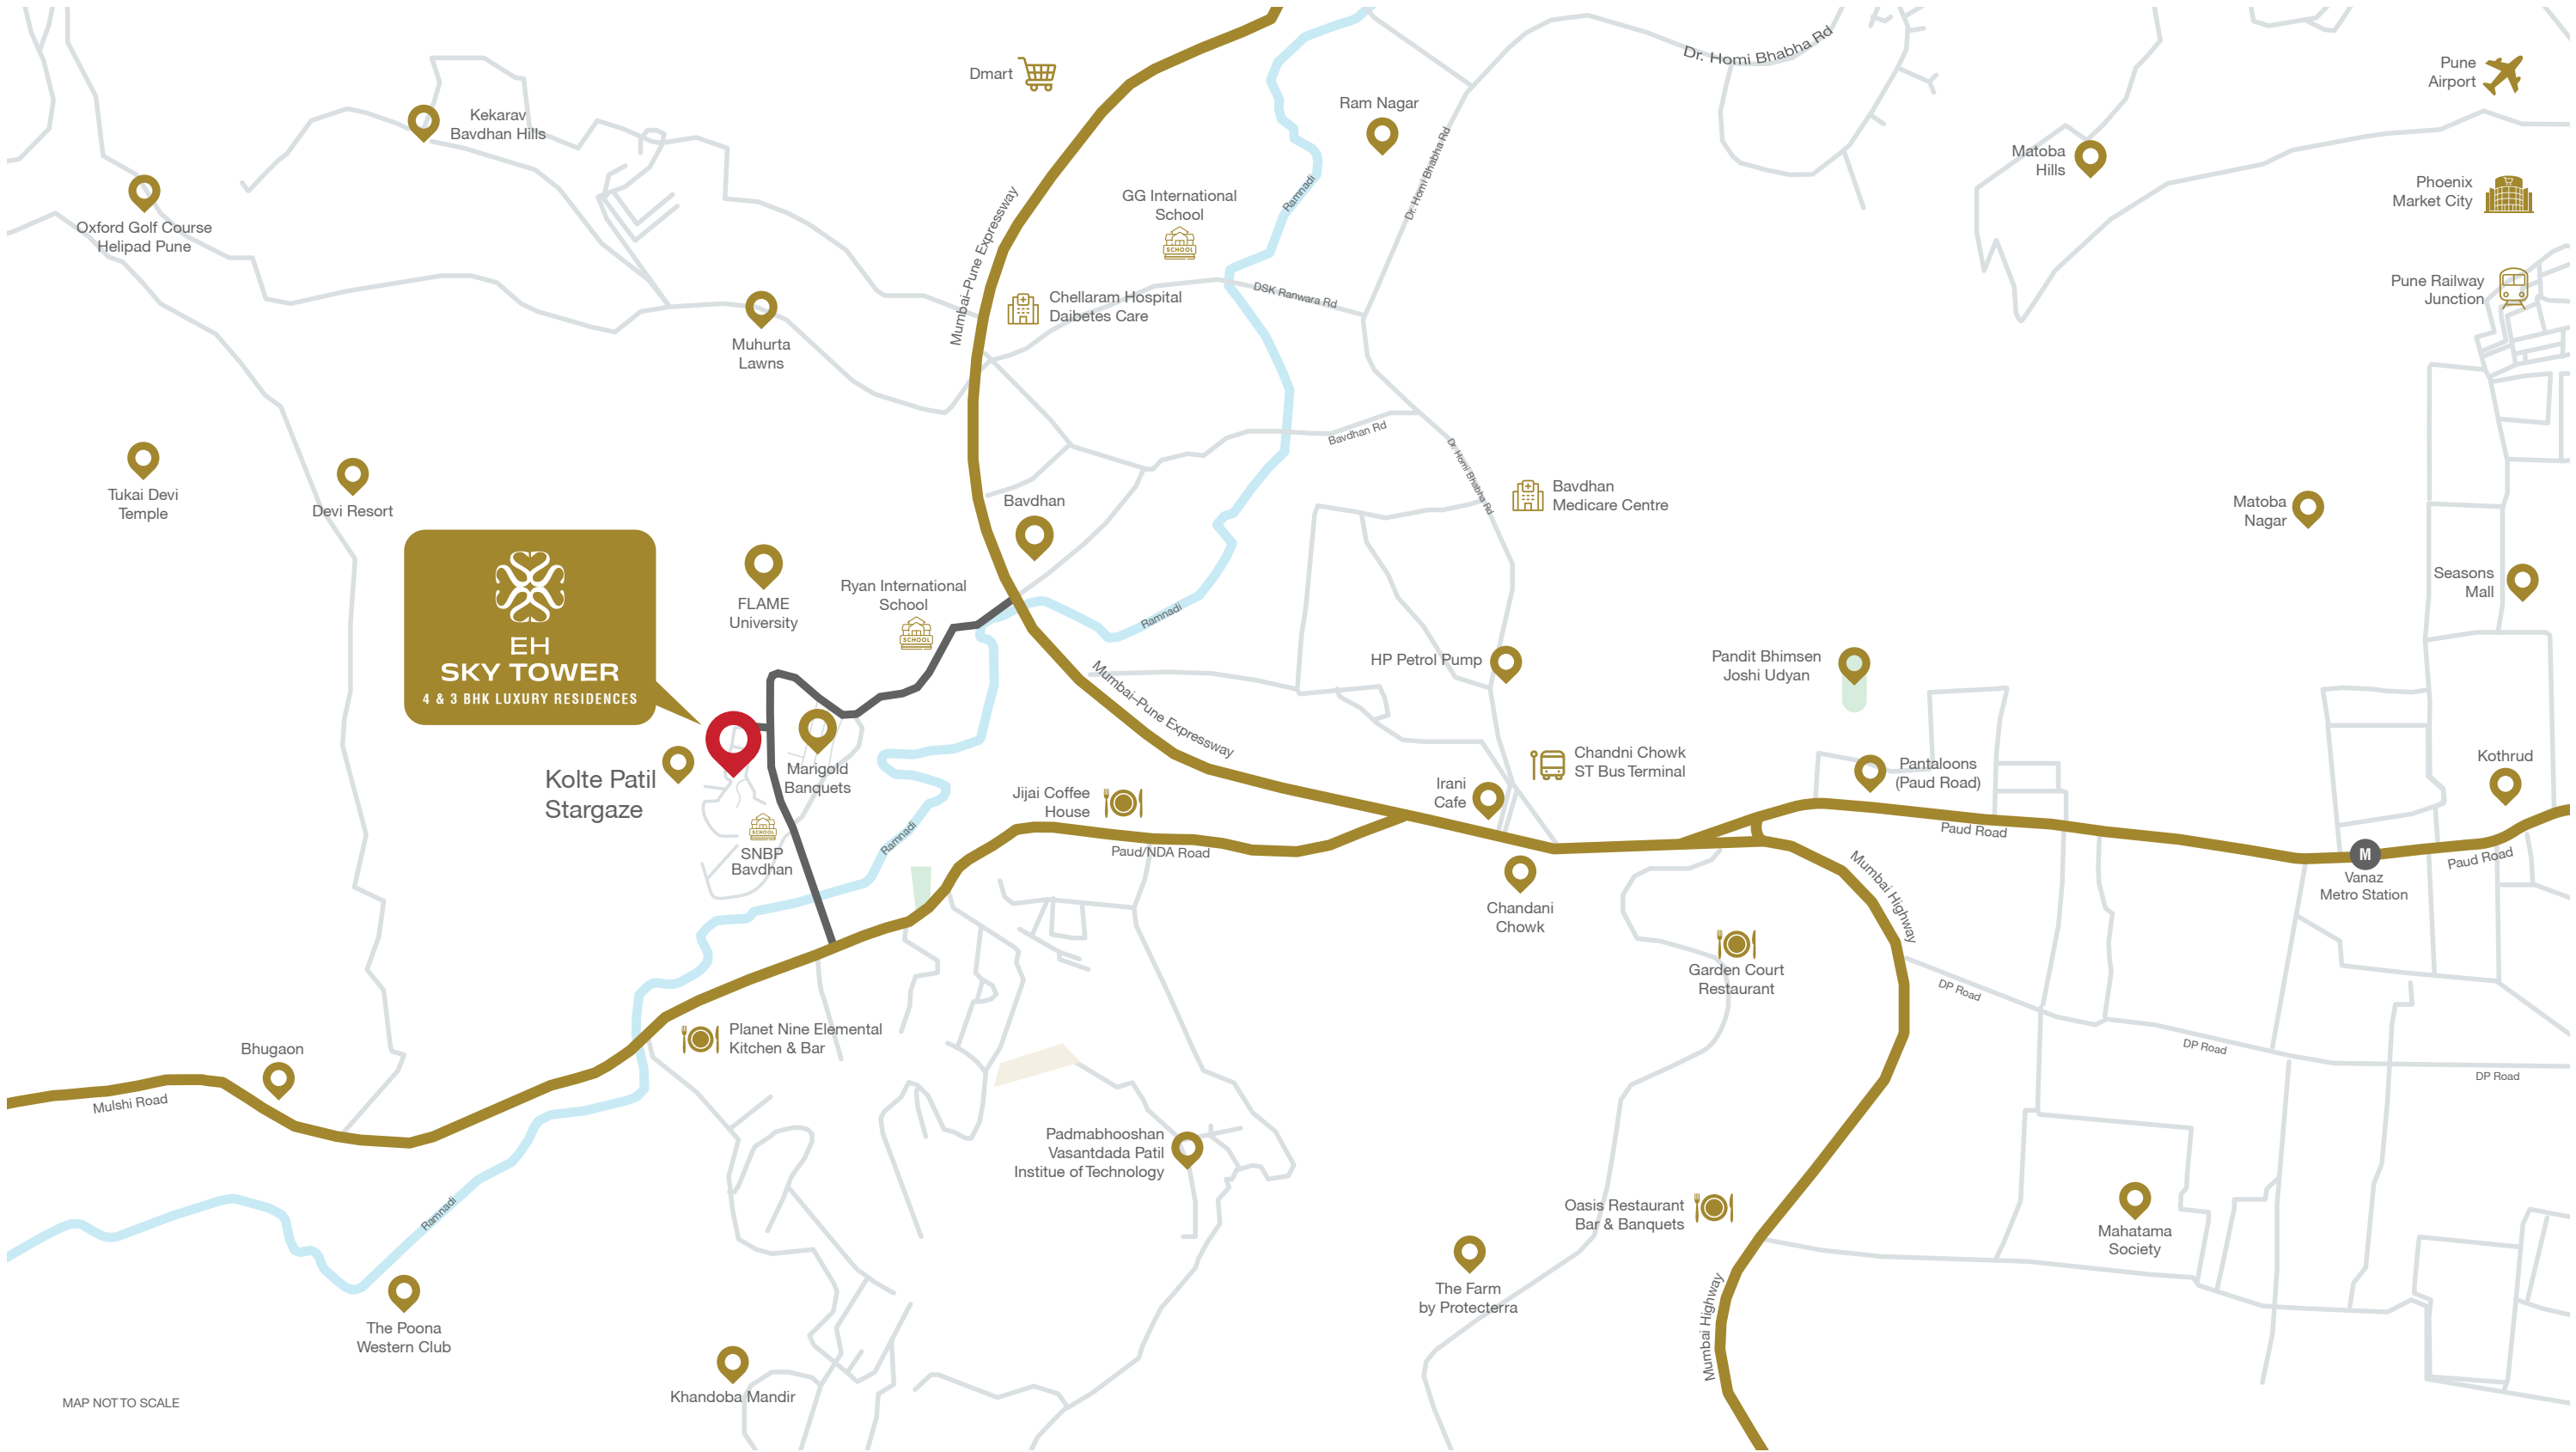 Dr. Homi Bhabha Rd
Dmart
Pune
Airport
Kekarav
Bavdhan Hills
Ram Nagar
Dr. Homi Bhabha Rd
Matoba
Hills
Phoenix
Market City
Oxford Golf Course
Helipad Pune
Mumbai-Pune Expressway
GG International
School
SCHOOL
Ramnadi
DSK Ranwara Rd
Chellaram Hospital
Daibetes Care
Pune Railway
Junction
Muhurta
Lawns
Bavdhan Rd
Dr. Homi Bhabha Rd
Tukai Devi
Temple
Devi Resort
Bavdhan
Bavdhan
Medicare Centre
Matoba
Nagar
Seasons
Mall
EH
SKY TOWER
4 & 3 BHK LUXURY RESIDENCES
FLAME
University
Ryan International
School
SCHOOL
Ramnadi
HP Petrol Pump
Pandit Bhimsen
Joshi Udyan
Mumbai-Pune Expressway
Kolte Patil
Stargaze
Marigold
Banquets
Chandni Chowk
ST Bus Terminal
Pantaloons
(Paud Road)
Kothrud
Jijai Coffee
House
Irani
Cafe
SCHOOL
SNBP
Bavdhan
Ramnadi
Paud/NDA Road
Paud Road
M
Vanaz
Metro Station
Paud Road
Chandani
Chowk
Mumbai Highway
Garden Court
Restaurant
DP Road
DP Road
DP Road
Planet Nine Elemental
Kitchen & Bar
Bhugaon
Mulshi Road
Padmabhooshan
Vasantdada Patil
Institue of Technology
Ramnadi
Oasis Restaurant
Bar & Banquets
Mahatama
Society
The Farm
by Protecterra
Mumbai Highway
The Poona
Western Club
Khandoba Mandir
MAP NOT TO SCALE